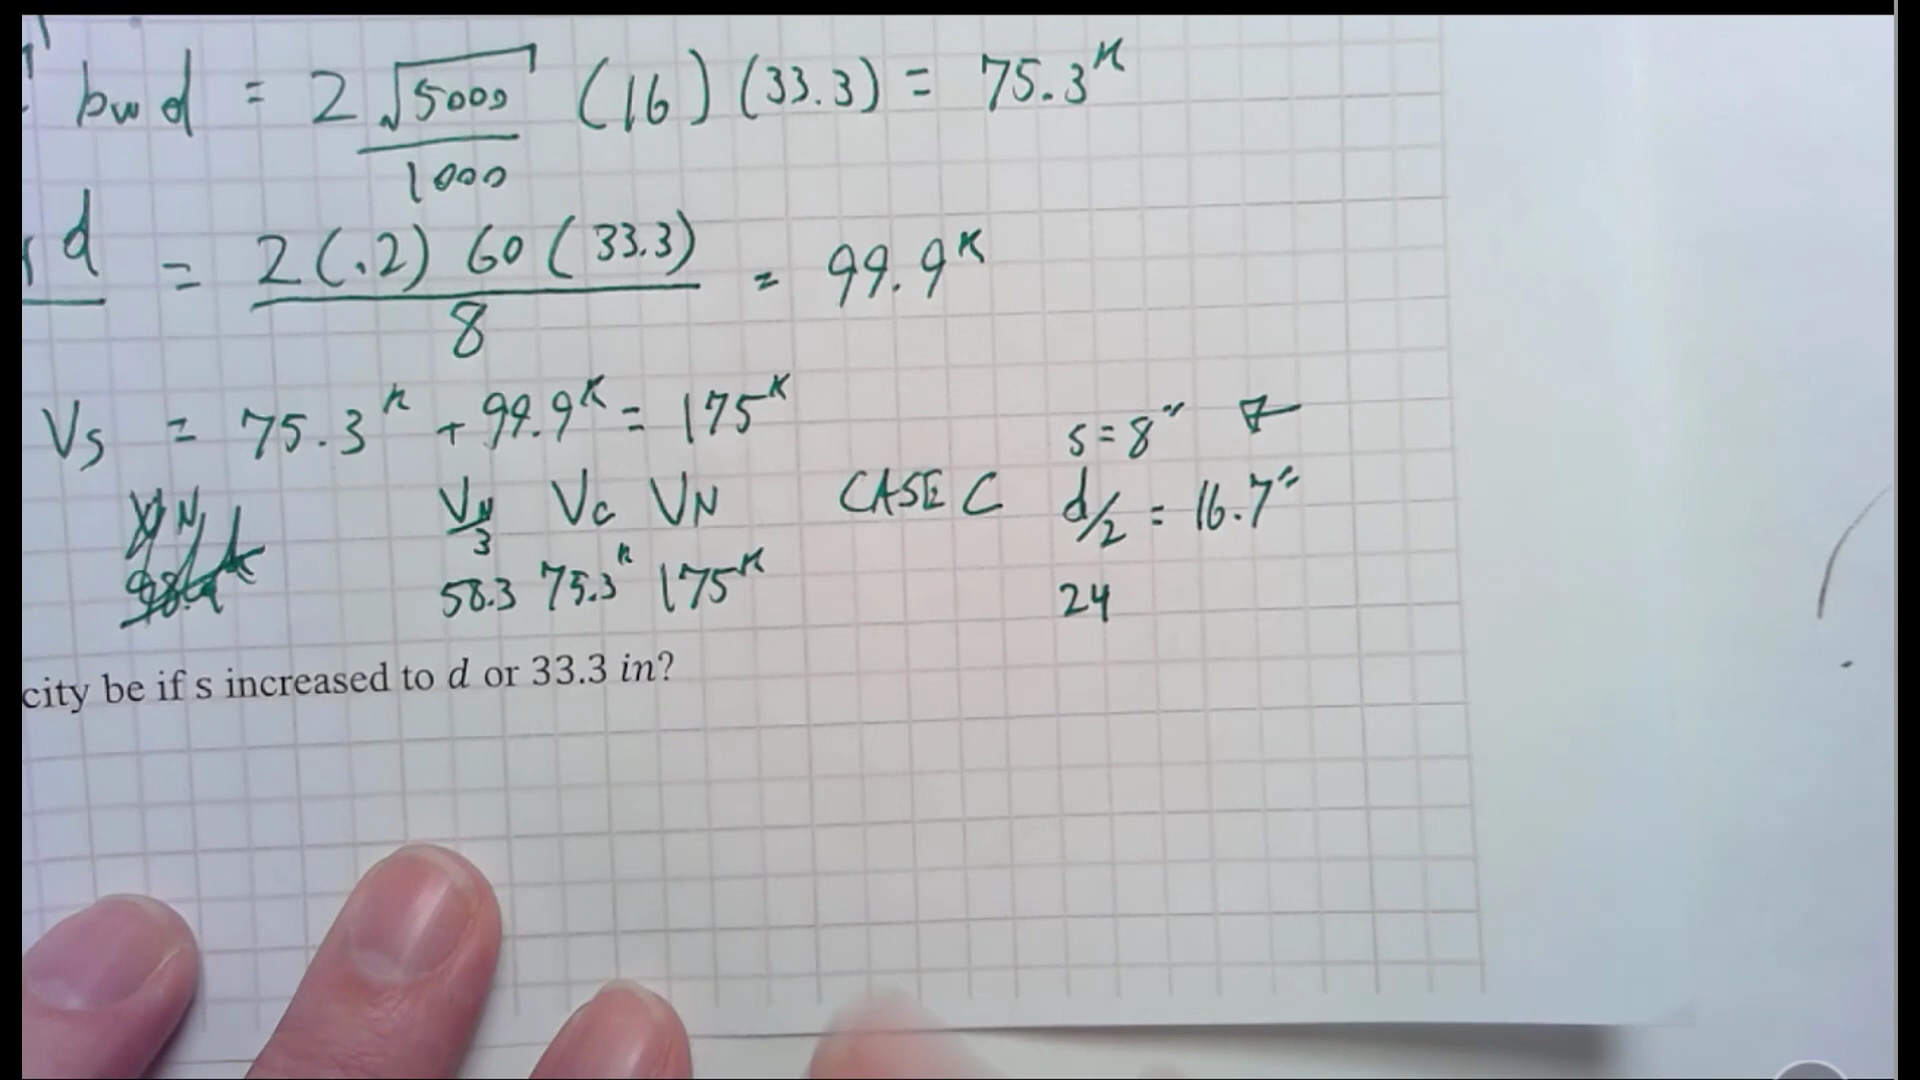 bw d = 2 √5000 / 1000 (16) (33.3) = 75.3ᴷ
d = 2 (.2) 60 (33.3) / 8 = 99.9ᴷ
Vs = 75.3ᴷ + 99.9ᴷ = 175ᴷ
s = 8"
VN/3 Vc VN CASE C d/2 = 16.7"
58.3 75.3ᴷ 175ᴷ 24
city be if s increased to d or 33.3 in?